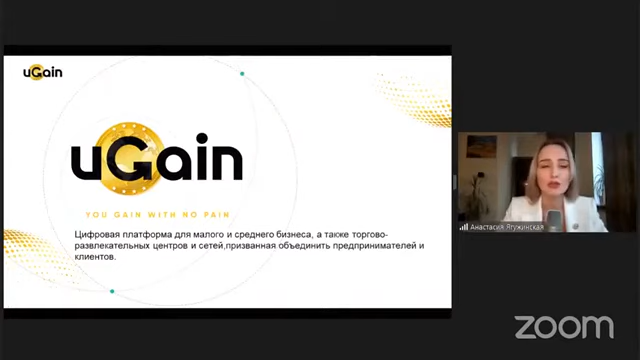 uGain
uGain
YOU GAIN WITH NO PAIN
Цифровая платформа для малого и среднего бизнеса, а также торгово-
развлекательных центров и сетей,призванная объединить предпринимателей и
клиентов.
Анастасия Ягужинская
zoom